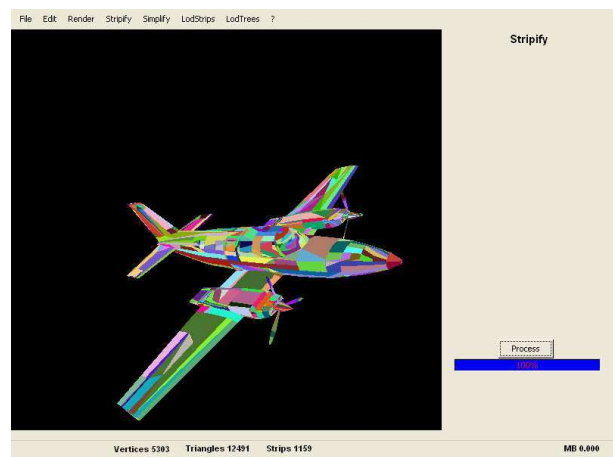 File Edit Render Stripify Simplify LodStrips LodTrees ?
Stripify
Process
100%
Vertices 5303 Triangles 12491 Strips 1159 MB 0.000